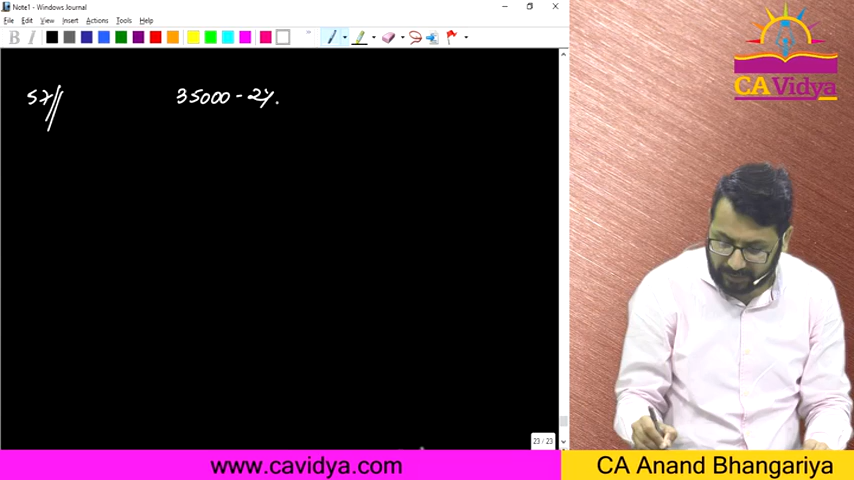 Note1 - Windows Journal
File Edit View Insert Actions Tools Help
B I
57 35000 - 2%.
23 / 23
CA Vidya
www.cavidya.com
CA Anand Bhangariya